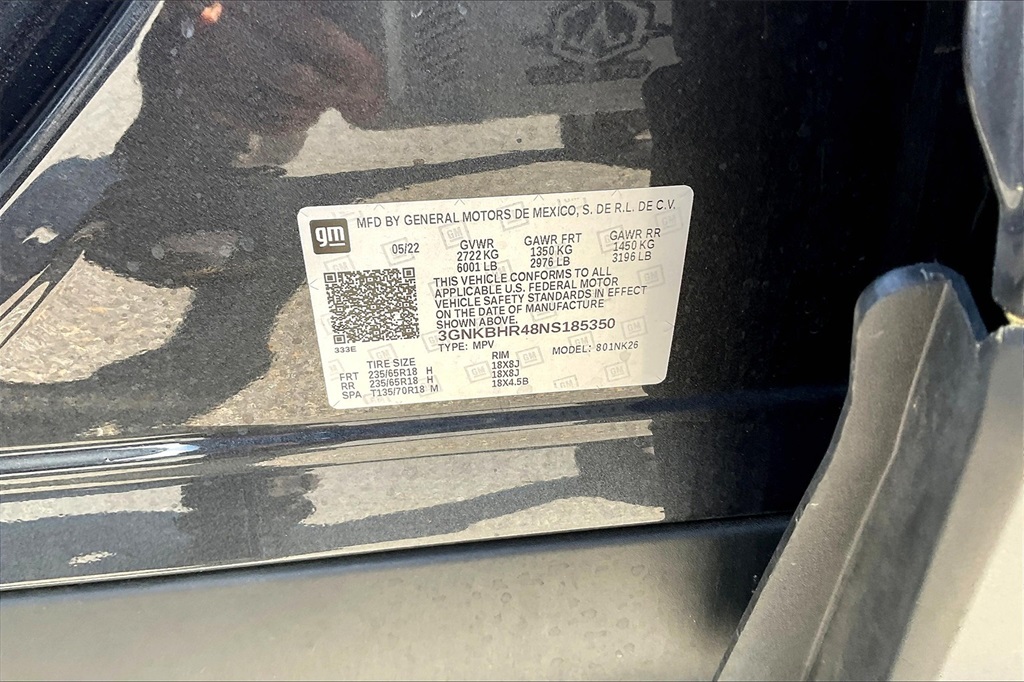 gm MFD BY GENERAL MOTORS DE MEXICO, S. DE R.L. DE C.V.
05/22 GVWR GAWR FRT GAWR RR
2722 KG 1350 KG 1450 KG
6001 LB 2976 LB 3196 LB
THIS VEHICLE CONFORMS TO ALL
APPLICABLE U.S. FEDERAL MOTOR
VEHICLE SAFETY STANDARDS IN EFFECT
ON THE DATE OF MANUFACTURE
SHOWN ABOVE.
3GNKBHR48NS185350
333E TYPE: MPV MODEL: 801NK26
TIRE SIZE RIM
FRT 235/65R18 H 18X8J
RR 235/65R18 H 18X8J
SPA T135/70R18 M 18X4.5B